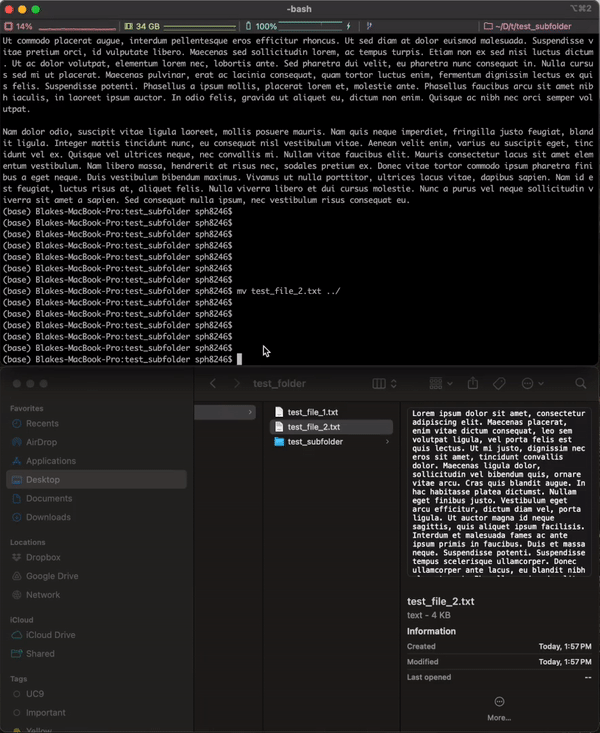 -bash
⌥⌘2
14%
34 GB
100%
~/D/t/test_subfolder
Ut commodo placerat augue, interdum pellentesque eros efficitur rhoncus. Ut sed diam at dolor euismod malesuada. Suspendisse v
itae pretium orci, id vulputate libero. Maecenas sed sollicitudin lorem, ac tempus turpis. Etiam non ex sed nisi luctus dictum
. Ut ac dolor volutpat, elementum lorem nec, lobortis ante. Sed pharetra dui velit, eu pharetra nunc consequat in. Nulla cursu
s sed mi ut placerat. Maecenas pulvinar, erat ac lacinia consequat, quam tortor luctus enim, fermentum dignissim lectus ex qui
s felis. Suspendisse potenti. Phasellus a ipsum mollis, placerat lorem et, molestie ante. Phasellus faucibus arcu sit amet nib
h iaculis, in laoreet ipsum auctor. In odio felis, gravida ut aliquet eu, dictum non enim. Quisque ac nibh nec orci semper vol
utpat.
Nam dolor odio, suscipit vitae ligula laoreet, mollis posuere mauris. Nam quis neque imperdiet, fringilla justo feugiat, bland
it ligula. Integer mattis tincidunt nunc, eu consequat nisl vestibulum vitae. Aenean velit enim, varius eu suscipit eget, tinc
idunt vel ex. Quisque vel ultrices neque, nec convallis mi. Nullam vitae faucibus elit. Mauris consectetur lacus sit amet elem
entum vestibulum. Nam libero massa, hendrerit at risus nec, sodales pretium ex. Donec vitae tortor commodo ipsum pharetra fini
bus a eget neque. Duis vestibulum bibendum maximus. Vivamus ut nulla porttitor, ultrices lacus vitae, dapibus sapien. Nam id e
st feugiat, luctus risus at, aliquet felis. Nulla viverra libero et dui cursus molestie. Nunc a purus vel neque sollicitudin v
iverra sit amet a sapien. Sed consequat nulla ipsum, nec vestibulum risus consequat eu.
(base) Blakes-MacBook-Pro:test_subfolder sph8246$
(base) Blakes-MacBook-Pro:test_subfolder sph8246$
(base) Blakes-MacBook-Pro:test_subfolder sph8246$
(base) Blakes-MacBook-Pro:test_subfolder sph8246$
(base) Blakes-MacBook-Pro:test_subfolder sph8246$
(base) Blakes-MacBook-Pro:test_subfolder sph8246$
(base) Blakes-MacBook-Pro:test_subfolder sph8246$
(base) Blakes-MacBook-Pro:test_subfolder sph8246$ mv test_file_2.txt ../
(base) Blakes-MacBook-Pro:test_subfolder sph8246$
(base) Blakes-MacBook-Pro:test_subfolder sph8246$
(base) Blakes-MacBook-Pro:test_subfolder sph8246$
(base) Blakes-MacBook-Pro:test_subfolder sph8246$
(base) Blakes-MacBook-Pro:test_subfolder sph8246$
(base) Blakes-MacBook-Pro:test_subfolder sph8246$
test_folder
Favorites
Recents
AirDrop
Applications
Desktop
Documents
Downloads
Locations
Dropbox
Google Drive
Network
iCloud
iCloud Drive
Shared
Tags
UC9
Important
Yellow
test_file_1.txt
test_file_2.txt
test_subfolder
Lorem ipsum dolor sit amet, consectetur
adipiscing elit. Maecenas placerat,
enim vitae dictum consequat, leo sem
volutpat ligula, vel porta felis est
quis lectus. Ut mi justo, dignissim nec
eros sit amet, tincidunt convallis
dolor. Maecenas ligula dolor,
sollicitudin vel bibendum quis, ornare
vitae arcu. Cras quis blandit augue. In
hac habitasse platea dictumst. Nullam
eget finibus justo. Vestibulum eget
arcu efficitur, dictum diam vel, porta
ligula. Ut auctor magna id neque
sagittis, quis aliquet ipsum facilisis.
Interdum et malesuada fames ac ante
ipsum primis in faucibus. Duis et massa
neque. Suspendisse potenti. Suspendisse
tempus scelerisque ullamcorper. Donec
ullamcorper ante lacus, eu blandit nibh
test_file_2.txt
text - 4 KB
Information
Created Today, 1:57 PM
Modified Today, 1:57 PM
Last opened --
More...